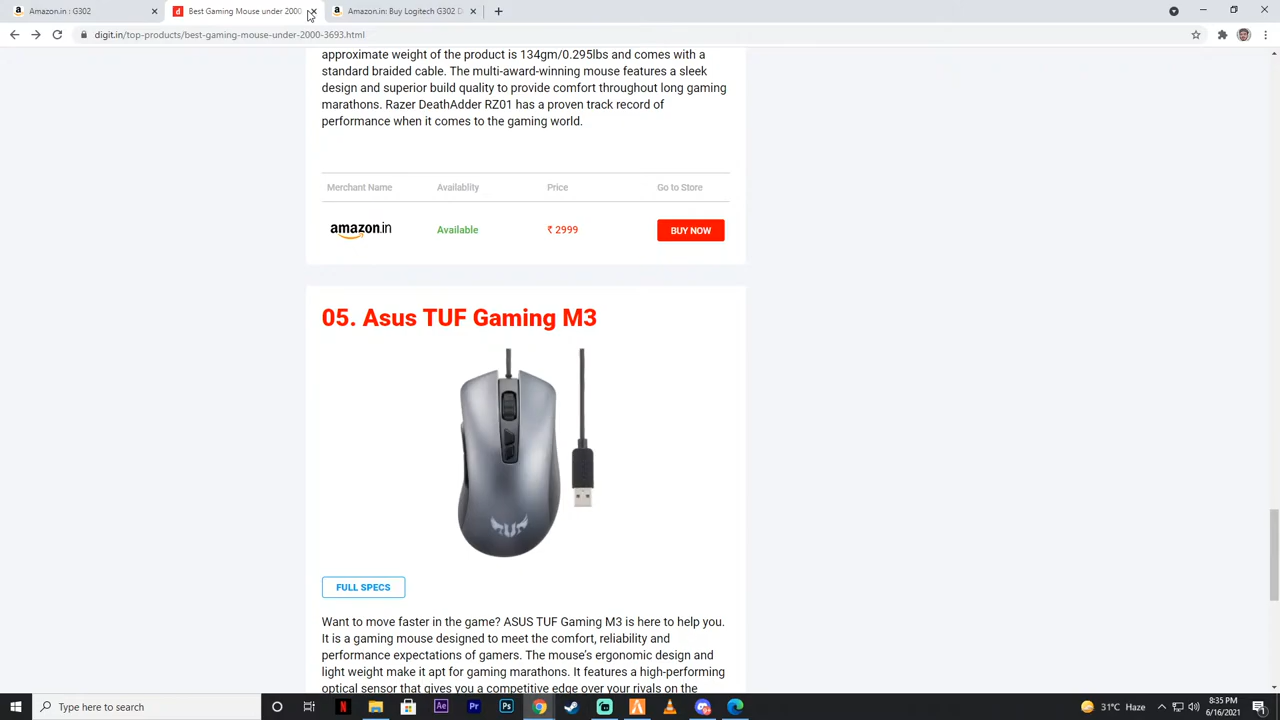 Amazon.in : G302
Best Gaming Mouse under 2000
Amazon.in: Buy Logitech G302 D
digit.in/top-products/best-gaming-mouse-under-2000-3693.html
approximate weight of the product is 134gm/0.295lbs and comes with a
standard braided cable. The multi-award-winning mouse features a sleek
design and superior build quality to provide comfort throughout long gaming
marathons. Razer DeathAdder RZ01 has a proven track record of
performance when it comes to the gaming world.
Merchant Name Availablity Price Go to Store
amazon.in Available ₹ 2999 BUY NOW
05. Asus TUF Gaming M3
FULL SPECS
Want to move faster in the game? ASUS TUF Gaming M3 is here to help you.
It is a gaming mouse designed to meet the comfort, reliability and
performance expectations of gamers. The mouse's ergonomic design and
light weight make it apt for gaming marathons. It features a high-performing
optical sensor that gives you a competitive edge over your rivals on the
Type here to search
31°C Haze
8:35 PM
6/16/2021